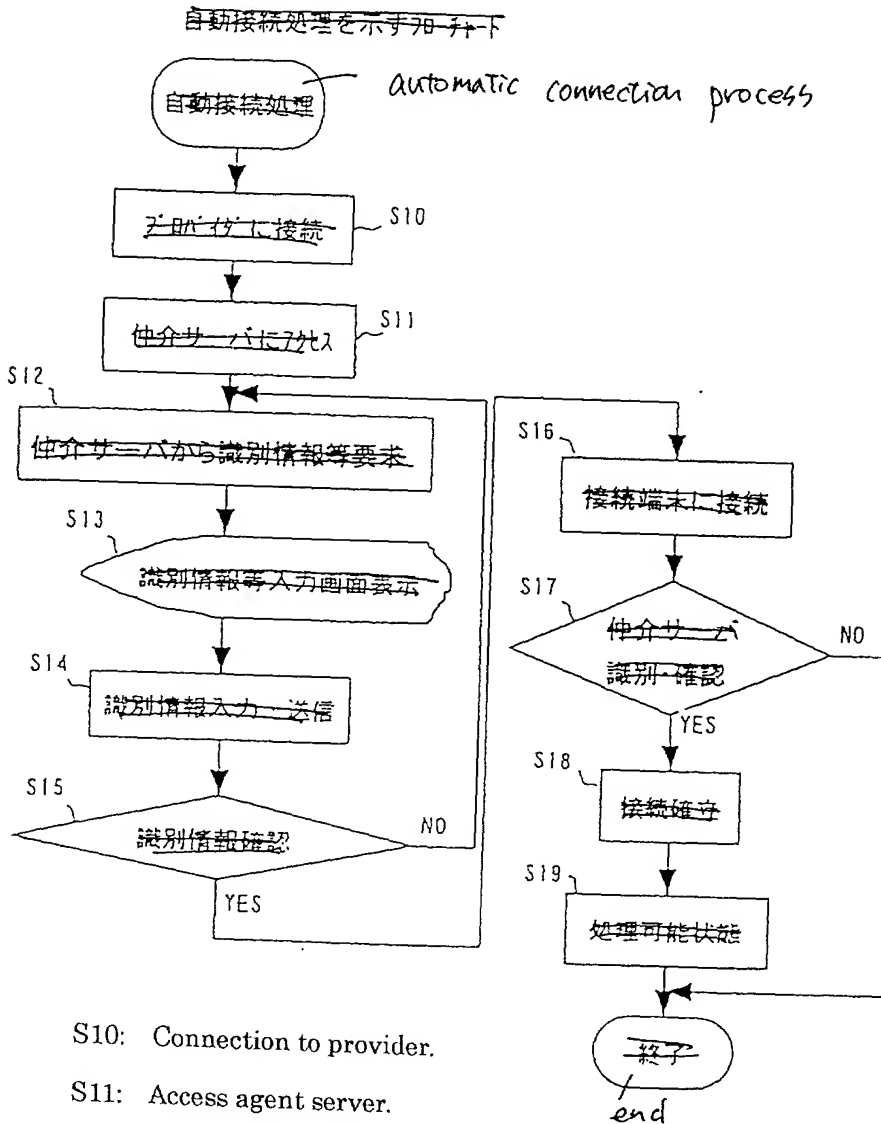 自動接続処理を示すフローチャート
自動接続処理
automatic connection process
プロバイダに接続
S10
仲介サーバにアクセス
S11
S12
仲介サーバから識別情報等要求
S13
識別情報等入力画面表示
S14
識別情報入力・送信
S15
識別情報確認
NO
YES
S16
接続端末に接続
S17
仲介サーバ
識別・確認
NO
YES
S18
接続確立
S19
処理可能状態
終了
end
S10: Connection to provider.
S11: Access agent server.